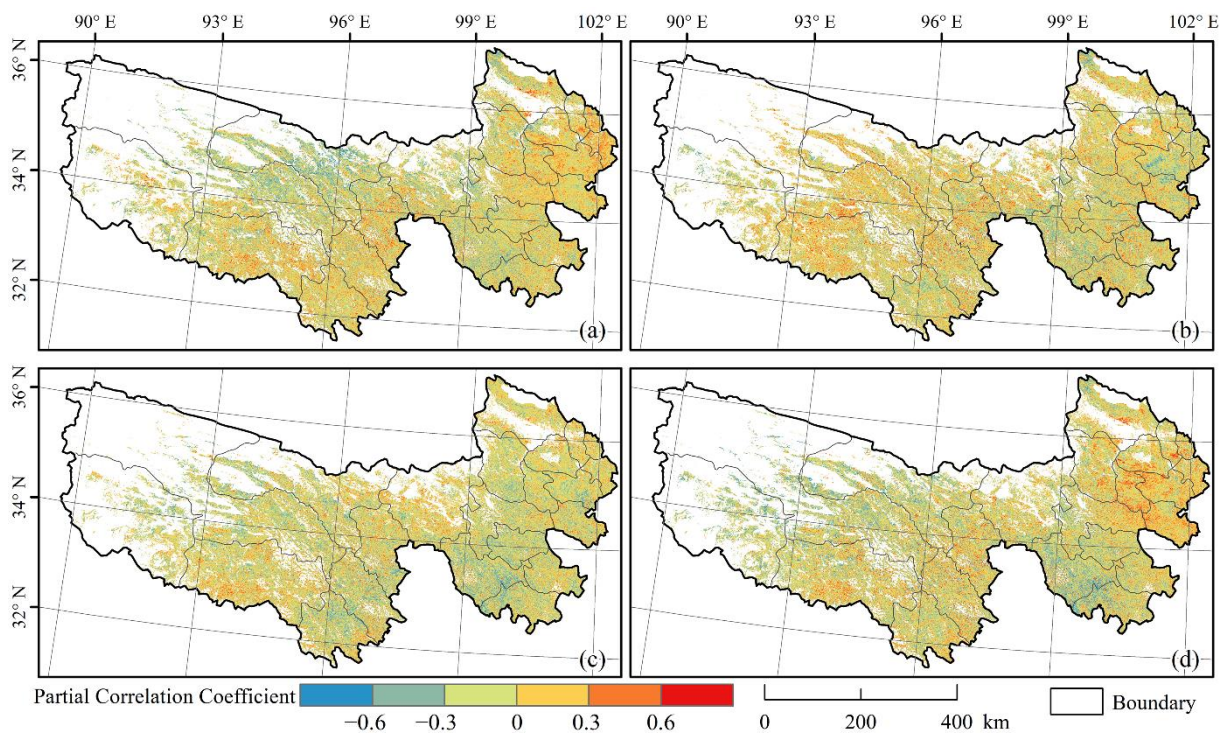 90° E 93° E 96° E 99° E 102° E 90° E 93° E 96° E 99° E 102° E
36° N
34° N
32° N
(a) (b)
36° N
34° N
32° N
(c) (d)
Partial Correlation Coefficient
−0.6 −0.3 0 0.3 0.6
0 200 400 km
Boundary